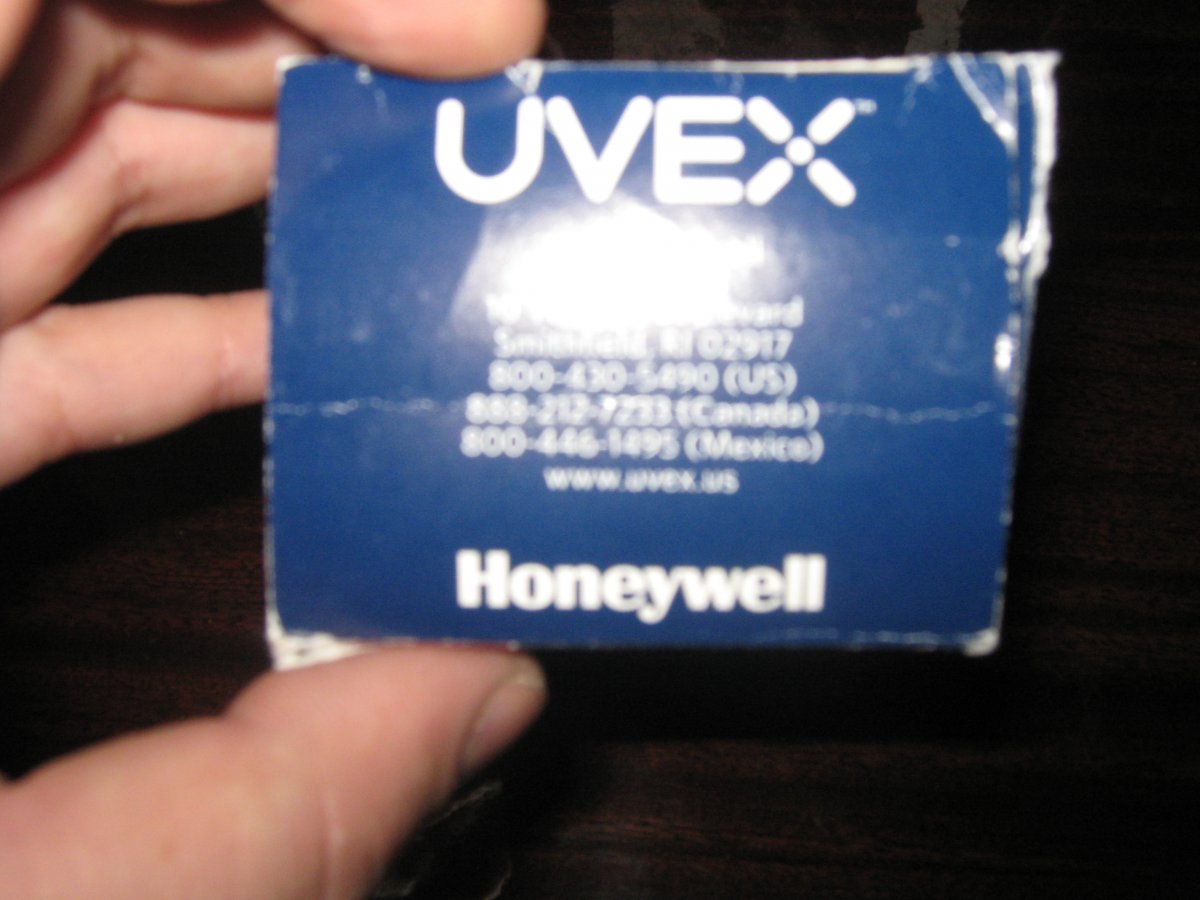 UVEX™
Smithfield, RI 02917
800-430-5490 (US)
888-212-7233 (Canada)
800-446-1495 (Mexico)
www.uvex.us
Honeywell